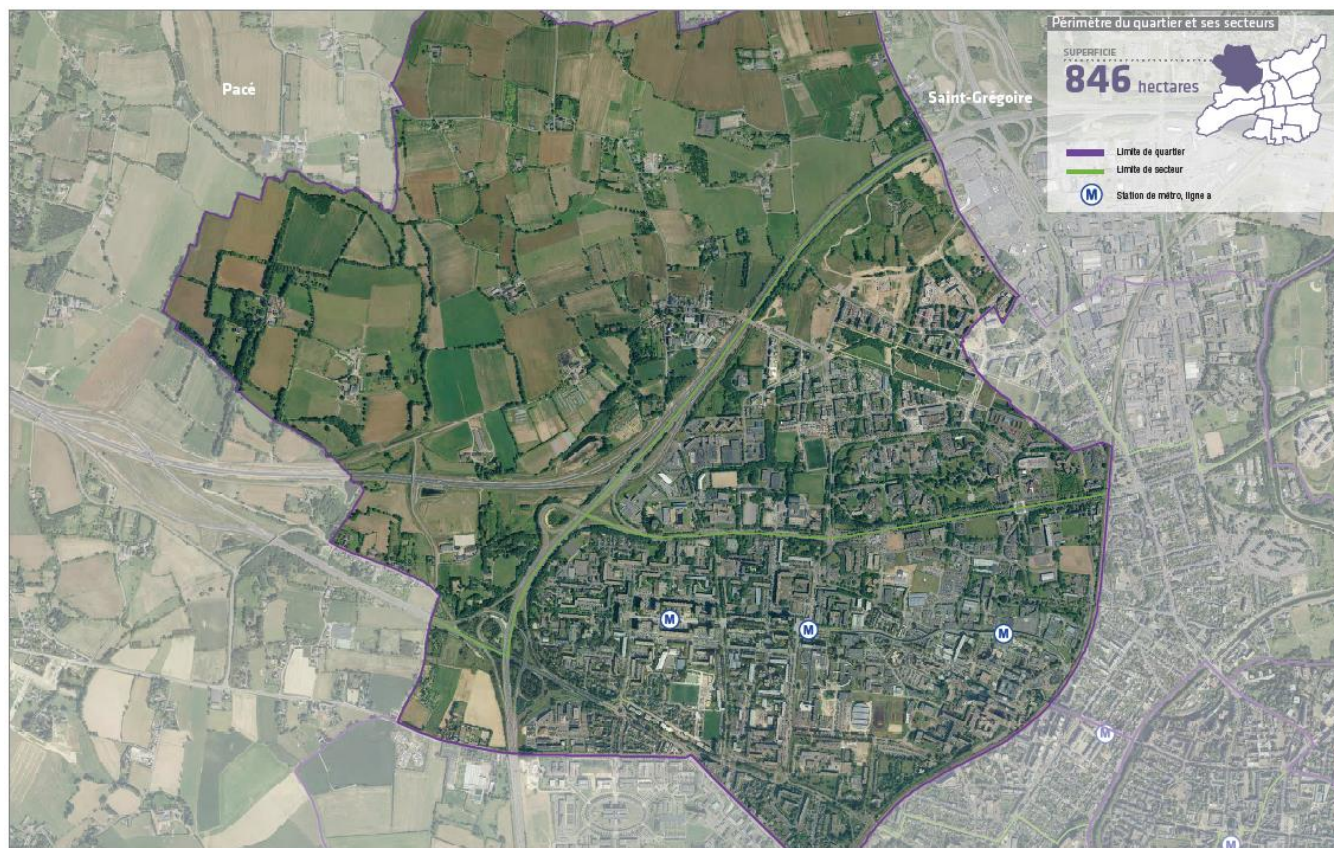 Périmètre du quartier et ses secteurs
SUPERFICIE
846 hectares
Pacé
Saint-Grégoire
Limite de quartier
Limite de secteur
M Station de métro, ligne a
M
M
M
M
M